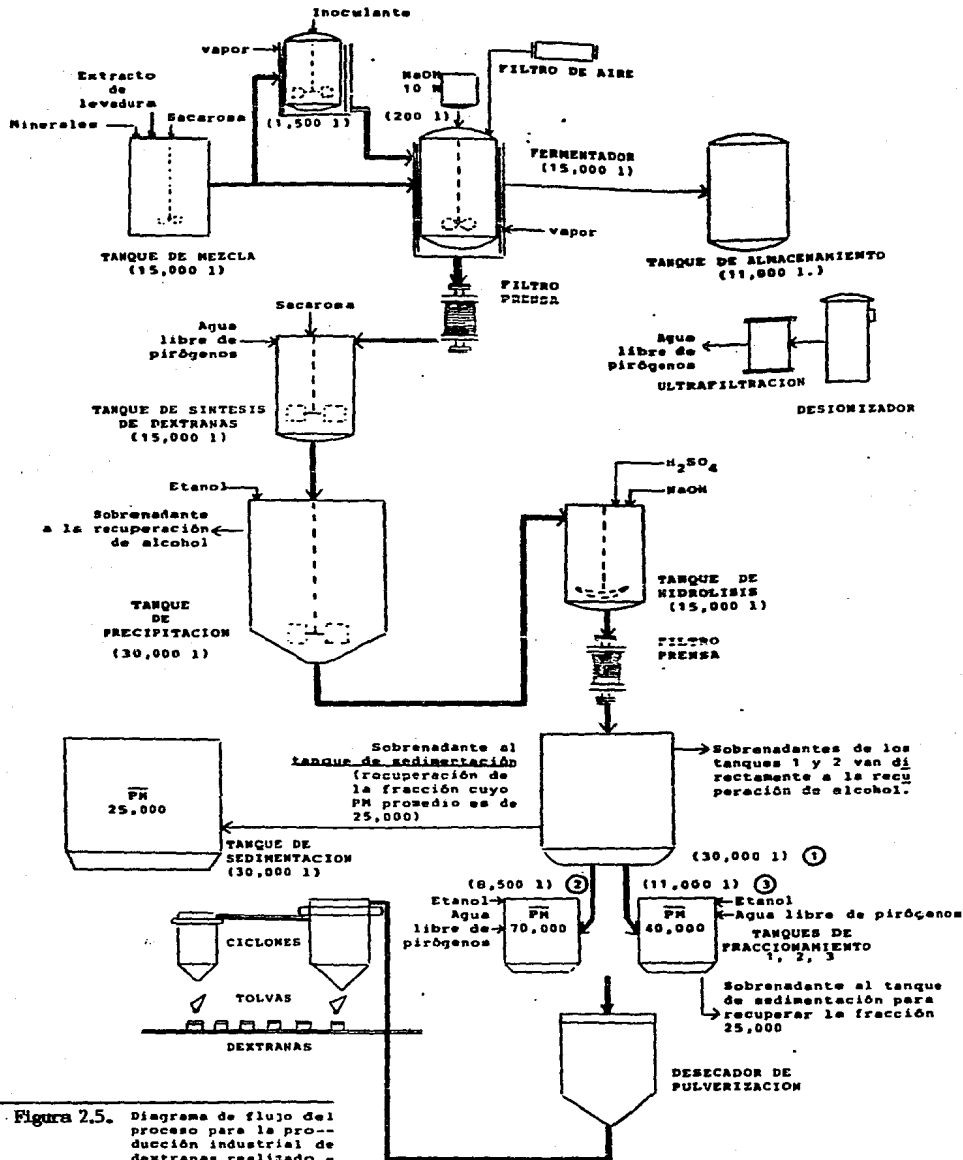 Inoculante
vapor
Extracto
de
levadura
Minerales
Sacarosa
(1,500 l)
NaOH
10 N
(200 l)
FILTRO DE AIRE
FERMENTADOR
(15,000 l)
vapor
TANQUE DE MEZCLA
(15,000 l)
TANQUE DE ALMACENAMIENTO
(11,000 l.)
FILTRO
PRENSA
Sacarosa
Agua
libre de
pirógenos
Agua
libre de
pirógenos
ULTRAFILTRACION
DESIONIZADOR
TANQUE DE SINTESIS
DE DEXTRANAS
(15,000 l)
Etanol
Sobrenadante
a la recuperación
de alcohol
H2SO4
NaOH
TANQUE
DE
PRECIPITACION
(30,000 l)
TANQUE DE
HIDROLISIS
(15,000 l)
FILTRO
PRENSA
Sobrenadante al
tanque de sedimentación
(recuperación de
la fracción cuyo
PM promedio es de
25,000)
Sobrenadantes de los
tanques 1 y 2 van di
rectamente a la recu
peración de alcohol.
PM
25,000
TANQUE DE
SEDIMENTACION
(30,000 l)
(30,000 l) 1
(8,500 l) 2
(11,000 l) 3
Etanol
Agua
libre de
pirógenos
PM
70,000
PM
40,000
Etanol
Agua libre de pirógenos
TANQUES DE
FRACCIONAMIENTO
1, 2, 3
CICLONES
TOLVAS
DEXTRANAS
Sobrenadante al tanque
de sedimentación para
recuperar la fracción
25,000
DESECADOR DE
PULVERIZACION
Figura 2.5. Diagrama de flujo del
proceso para la pro--
ducción industrial de
dextranas realizado -